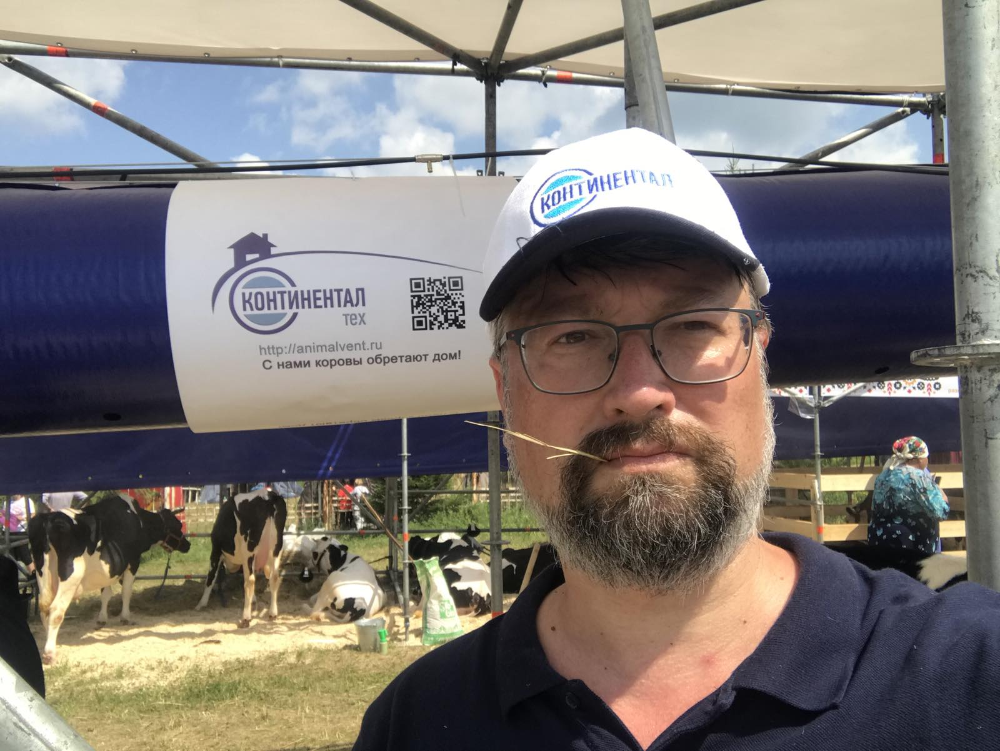 КОНТИНЕНТАЛ
КОНТИНЕНТАЛ
тех
http://animalvent.ru
С нами коровы обретают дом!